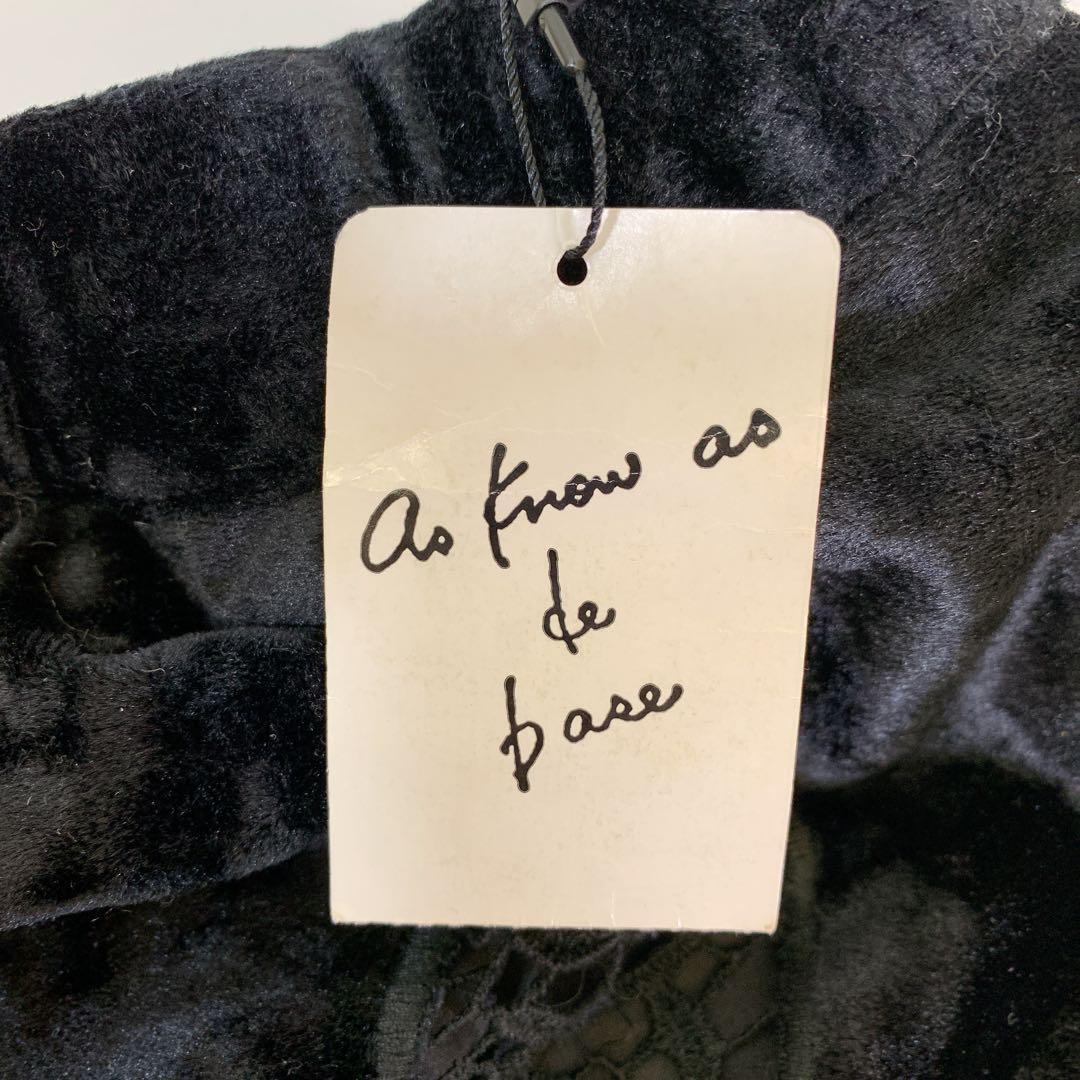 As Know as
de
base